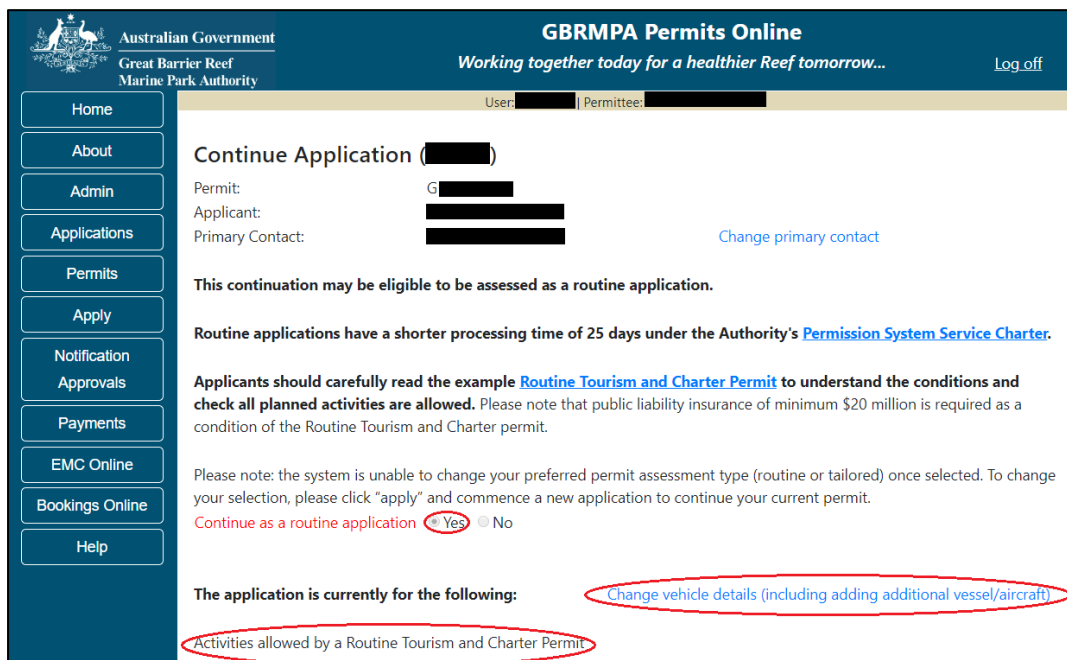 Australian Government
Great Barrier Reef
Marine Park Authority
GBRMPA Permits Online
Working together today for a healthier Reef tomorrow...
Log off
Home
About
Admin
Applications
Permits
Apply
Notification
Approvals
Payments
EMC Online
Bookings Online
Help
User: | Permittee:
Continue Application ( )
Permit: G
Applicant:
Primary Contact: Change primary contact
This continuation may be eligible to be assessed as a routine application.
Routine applications have a shorter processing time of 25 days under the Authority's Permission System Service Charter.
Applicants should carefully read the example Routine Tourism and Charter Permit to understand the conditions and
check all planned activities are allowed. Please note that public liability insurance of minimum $20 million is required as a
condition of the Routine Tourism and Charter permit.
Please note: the system is unable to change your preferred permit assessment type (routine or tailored) once selected. To change
your selection, please click "apply" and commence a new application to continue your current permit.
Continue as a routine application Yes No
The application is currently for the following: Change vehicle details (including adding additional vessel/aircraft)
Activities allowed by a Routine Tourism and Charter Permit